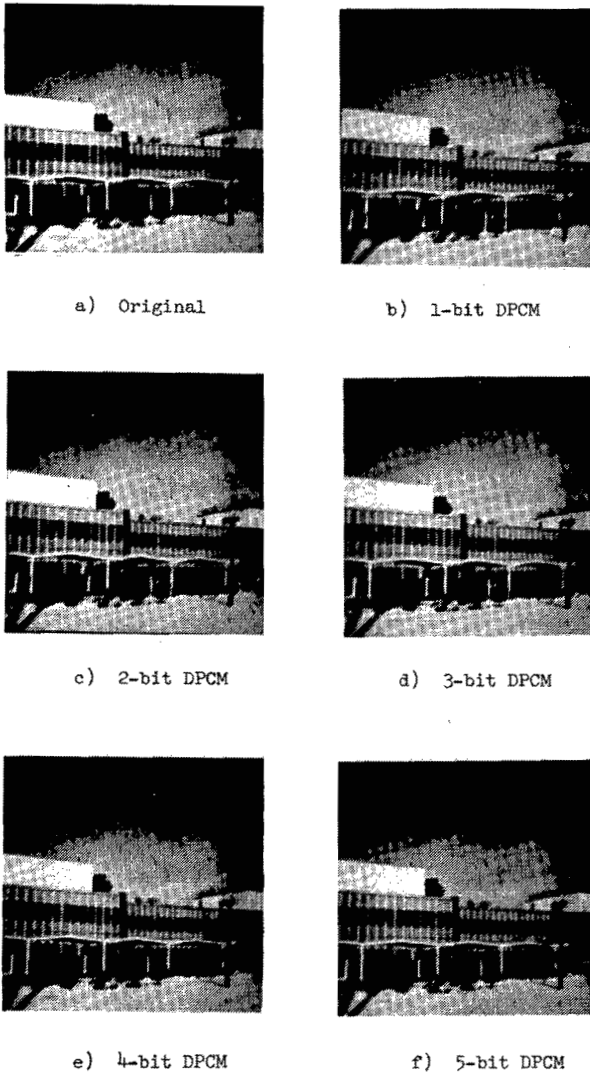 a) Original
b) 1-bit DPCM
c) 2-bit DPCM
d) 3-bit DPCM
e) 4-bit DPCM
f) 5-bit DPCM